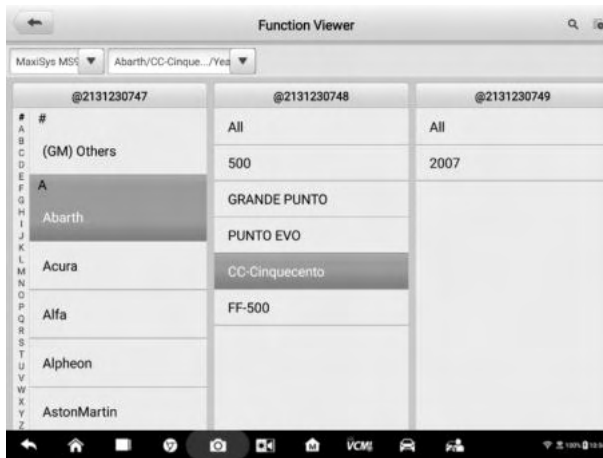 Function Viewer
MaxiSys MS9
Abarth/CC-Cinque.../Yea
@2131230747
@2131230748
@2131230749
#
A
B
C
D
E
F
G
H
I
J
K
L
M
N
O
P
Q
R
S
T
U
V
W
X
Y
Z
#
(GM) Others
A
Abarth
Acura
Alfa
Alpheon
AstonMartin
All
500
GRANDE PUNTO
PUNTO EVO
CC-Cinquecento
FF-500
All
2007
M
VCMI
100%